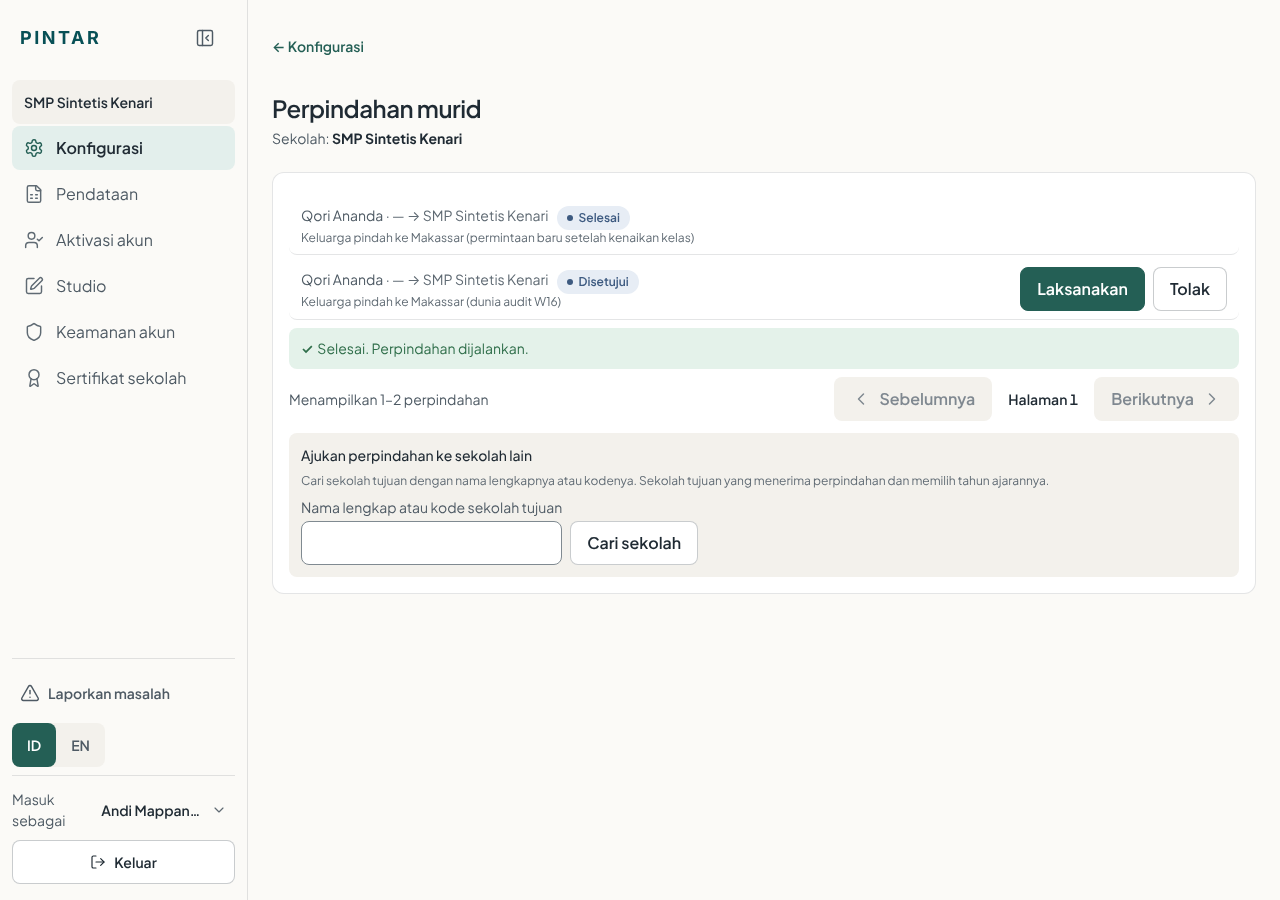 PINTAR
SMP Sintetis Kenari
Konfigurasi
Pendataan
Aktivasi akun
Studio
Keamanan akun
Sertifikat sekolah
Laporkan masalah
ID EN
Masuk sebagai
Andi Mappan…
Keluar
← Konfigurasi
Perpindahan murid
Sekolah: SMP Sintetis Kenari
Qori Ananda · — → SMP Sintetis Kenari Selesai
Keluarga pindah ke Makassar (permintaan baru setelah kenaikan kelas)
Qori Ananda · — → SMP Sintetis Kenari Disetujui
Keluarga pindah ke Makassar (dunia audit W16)
Laksanakan Tolak
✓ Selesai. Perpindahan dijalankan.
Menampilkan 1–2 perpindahan
Sebelumnya Halaman 1 Berikutnya
Ajukan perpindahan ke sekolah lain
Cari sekolah tujuan dengan nama lengkapnya atau kodenya. Sekolah tujuan yang menerima perpindahan dan memilih tahun ajarannya.
Nama lengkap atau kode sekolah tujuan
Cari sekolah